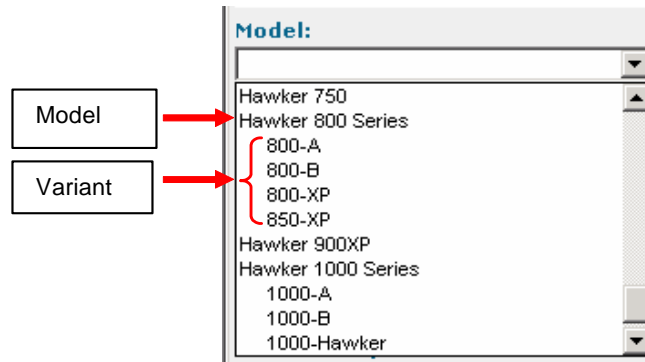 Model:
Hawker 750
Model
Hawker 800 Series
800-A
800-B
Variant
800-XP
850-XP
Hawker 900XP
Hawker 1000 Series
1000-A
1000-B
1000-Hawker